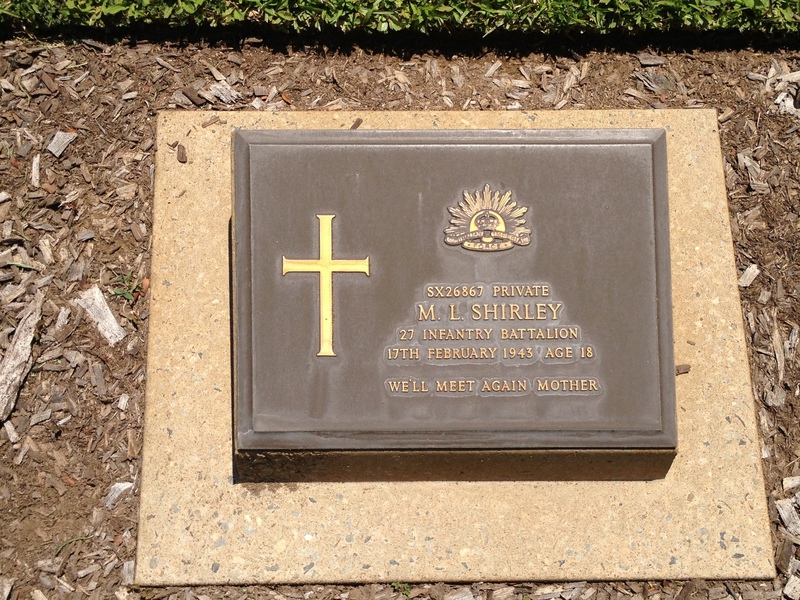 SX26867 PRIVATE
M. L. SHIRLEY
27 INFANTRY BATTALION
17TH FEBRUARY 1943 AGE 18
WE'LL MEET AGAIN MOTHER